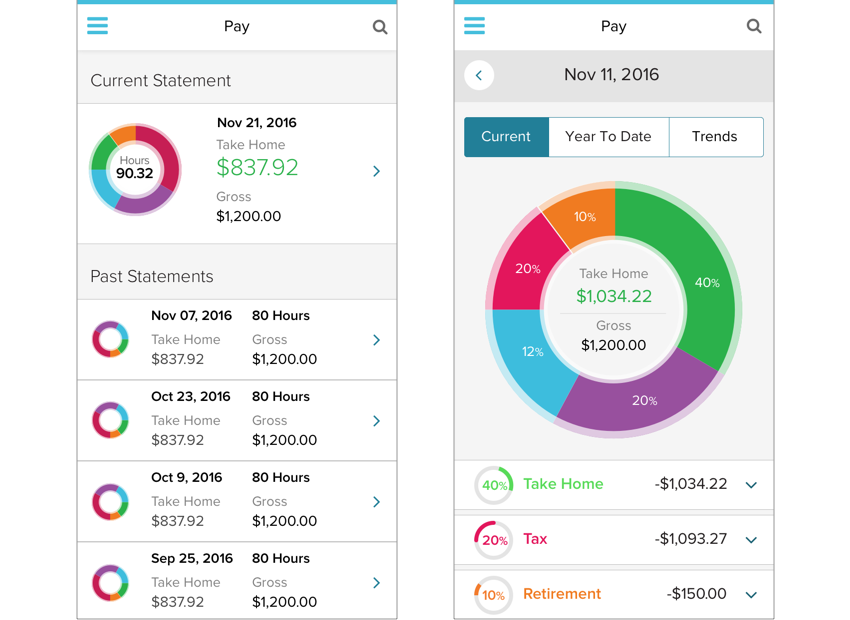 Pay
Current Statement
Hours
90.32
Nov 21, 2016
Take Home
$837.92
Gross
$1,200.00
Past Statements
Nov 07, 2016 80 Hours
Take Home Gross
$837.92 $1,200.00
Oct 23, 2016 80 Hours
Take Home Gross
$837.92 $1,200.00
Oct 9, 2016 80 Hours
Take Home Gross
$837.92 $1,200.00
Sep 25, 2016 80 Hours
Take Home Gross
$837.92 $1,200.00
Pay
Nov 11, 2016
Current Year To Date Trends
10%
20%
40%
Take Home
$1,034.22
Gross
$1,200.00
12%
20%
40% Take Home -$1,034.22
20% Tax -$1,093.27
10% Retirement -$150.00